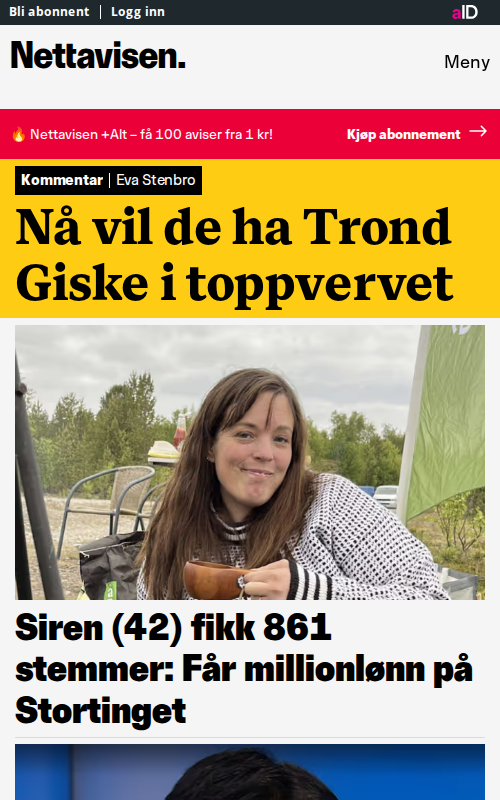 Bli abonnent | Logg inn
aID
Nettavisen.
Meny
🔥 Nettavisen +Alt – få 100 aviser fra 1 kr!
Kjøp abonnement →
Kommentar | Eva Stenbro
Nå vil de ha Trond
Giske i toppvervet
Siren (42) fikk 861
stemmer: Får millionlønn på
Stortinget